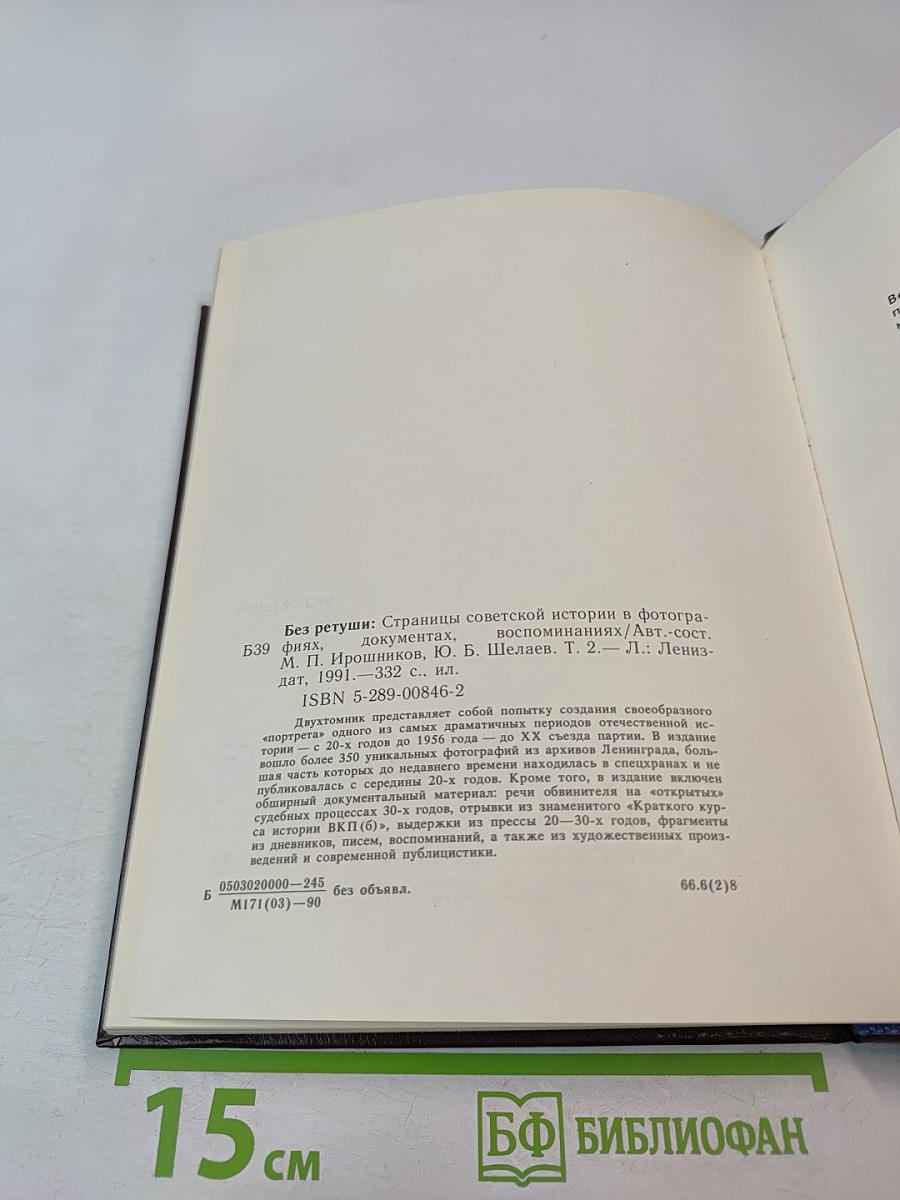 Без ретуши: Страницы советской истории в фотогра-
Б39 фиях, документах, воспоминаниях/Авт.-сост.
М. П. Ирошников, Ю. Б. Шелаев. Т. 2.— Л.: Лениз-
дат, 1991.—332 с., ил.
ISBN 5-289-00846-2
Двухтомник представляет собой попытку создания своеобразного
«портрета» одного из самых драматичных периодов отечественной ис-
тории — с 20-х годов до 1956 года — до XX съезда партии. В издание
вошло более 350 уникальных фотографий из архивов Ленинграда, боль-
шая часть которых до недавнего времени находилась в спецхранах и не
публиковалась с середины 20-х годов. Кроме того, в издание включен
обширный документальный материал: речи обвинителя на «открытых»
судебных процессах 30-х годов, отрывки из знаменитого «Краткого кур-
са истории ВКП(б)», выдержки из прессы 20—30-х годов, фрагменты
из дневников, писем, воспоминаний, а также из художественных произ-
ведений и современной публицистики.
Б 0503020000—245 без объявл. 66.6(2)8
М171(03)—90
15 см БФ БИБЛИОФАН